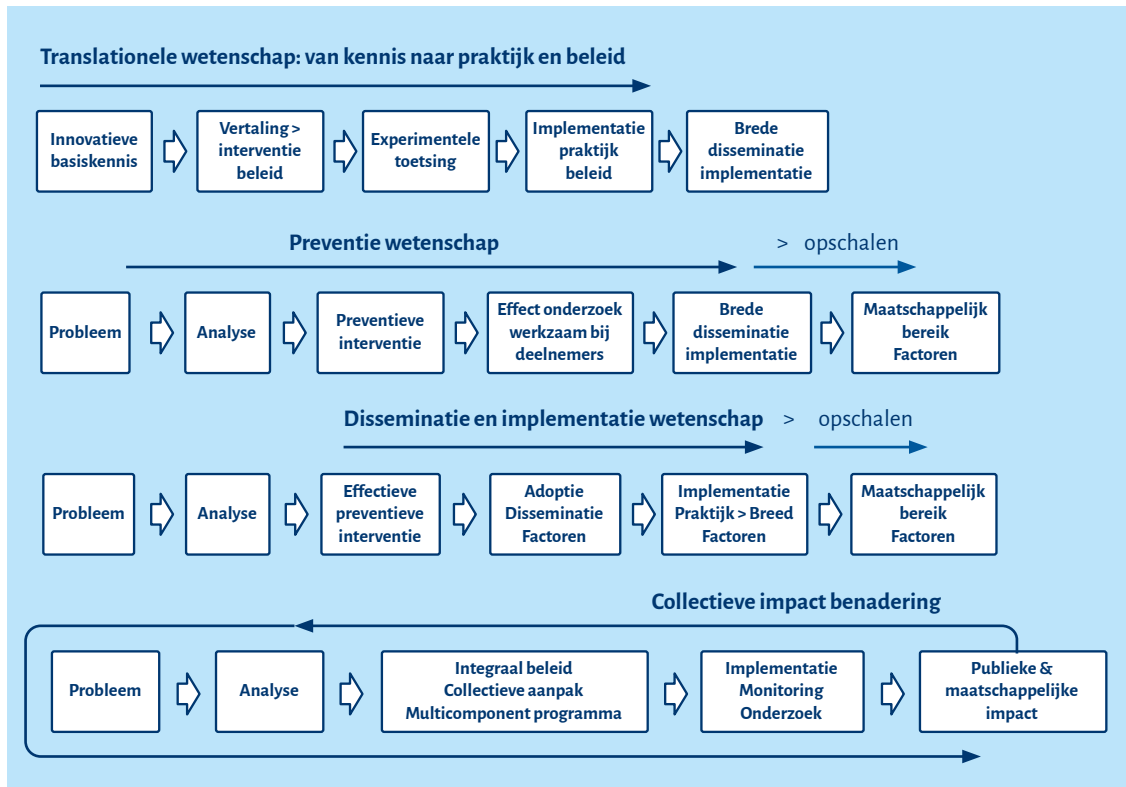 Translationele wetenschap: van kennis naar praktijk en beleid
Innovatieve
basiskennis
Vertaling >
interventie
beleid
Experimentele
toetsing
Implementatie
praktijk
beleid
Brede
disseminatie
implementatie
Preventie wetenschap > opschalen
Probleem
Analyse
Preventieve
interventie
Effect onderzoek
werkzaam bij
deelnemers
Brede
disseminatie
implementatie
Maatschappelijk
bereik
Factoren
Disseminatie en implementatie wetenschap > opschalen
Probleem
Analyse
Effectieve
preventieve
interventie
Adoptie
Disseminatie
Factoren
Implementatie
Praktijk > Breed
Factoren
Maatschappelijk
bereik
Factoren
Collectieve impact benadering
Probleem
Analyse
Integraal beleid
Collectieve aanpak
Multicomponent programma
Implementatie
Monitoring
Onderzoek
Publieke &
maatschappelijke
impact